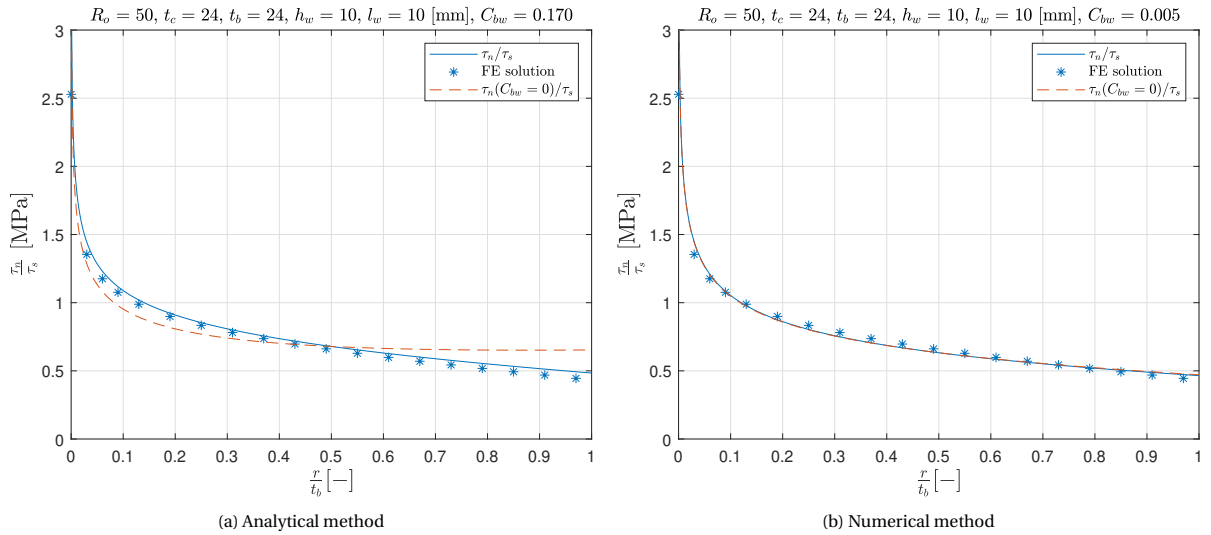 R_o = 50, t_c = 24, t_b = 24, h_w = 10, l_w = 10 [mm], C_bw = 0.170
3
2.5
2
1.5
1
0.5
0
τ_n/τ_s [MPa]
τ_n/τ_s
FE solution
τ_n(C_bw = 0)/τ_s
0 0.1 0.2 0.3 0.4 0.5 0.6 0.7 0.8 0.9 1
r/t_b [−]
(a) Analytical method
R_o = 50, t_c = 24, t_b = 24, h_w = 10, l_w = 10 [mm], C_bw = 0.005
3
2.5
2
1.5
1
0.5
0
τ_n/τ_s [MPa]
τ_n/τ_s
FE solution
τ_n(C_bw = 0)/τ_s
0 0.1 0.2 0.3 0.4 0.5 0.6 0.7 0.8 0.9 1
r/t_b [−]
(b) Numerical method